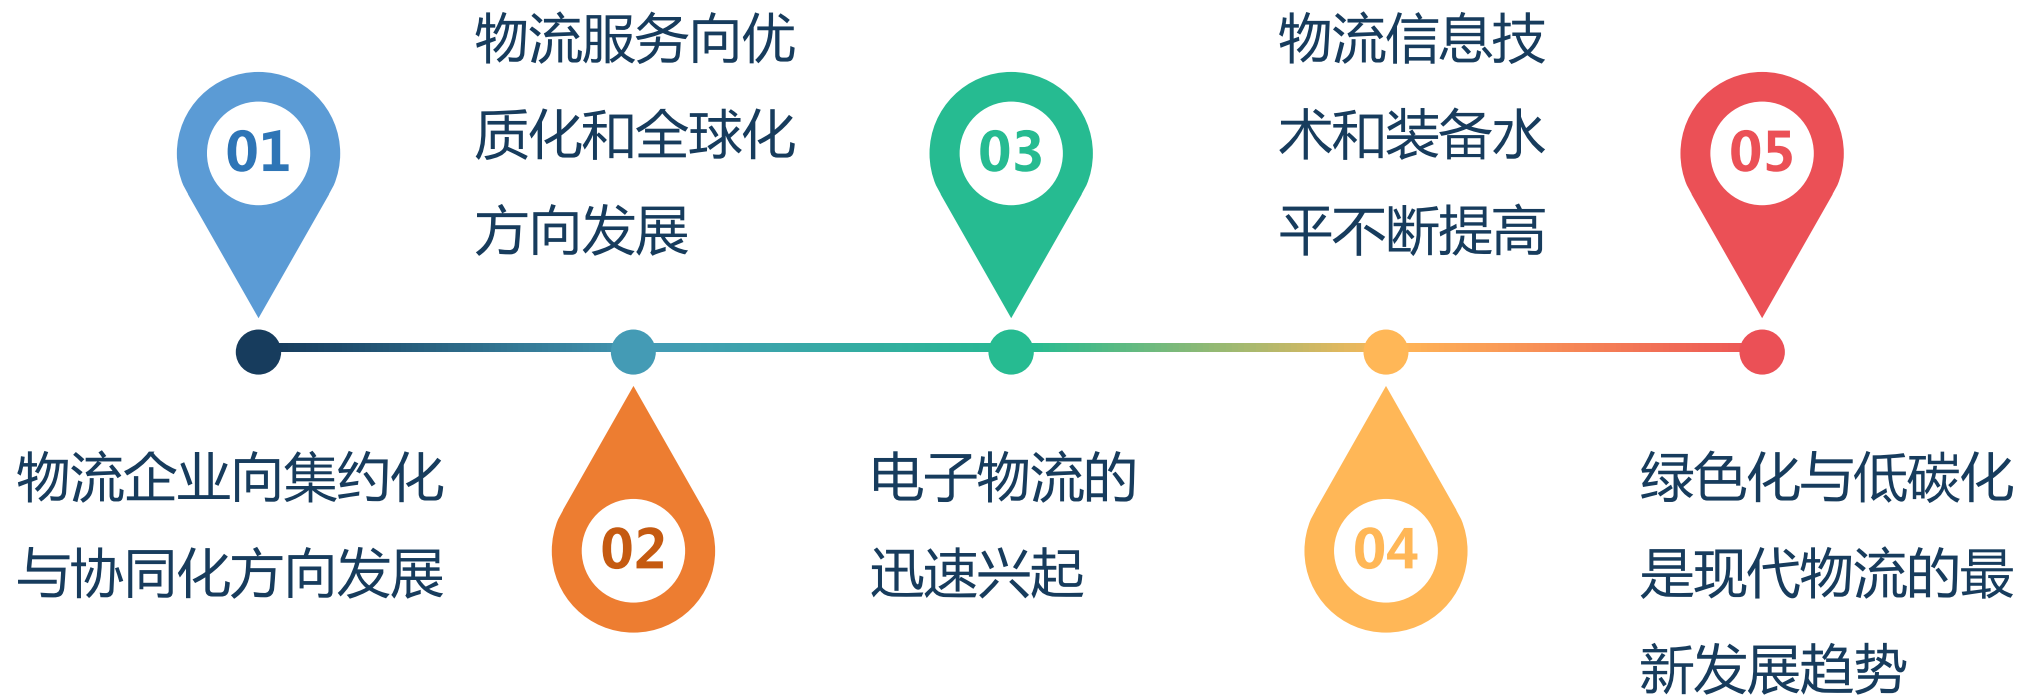 01
物流企业向集约化
与协同化方向发展
物流服务向优
质化和全球化
方向发展
02
03
电子物流的
迅速兴起
物流信息技
术和装备水
平不断提高
04
05
绿色化与低碳化
是现代物流的最
新发展趋势